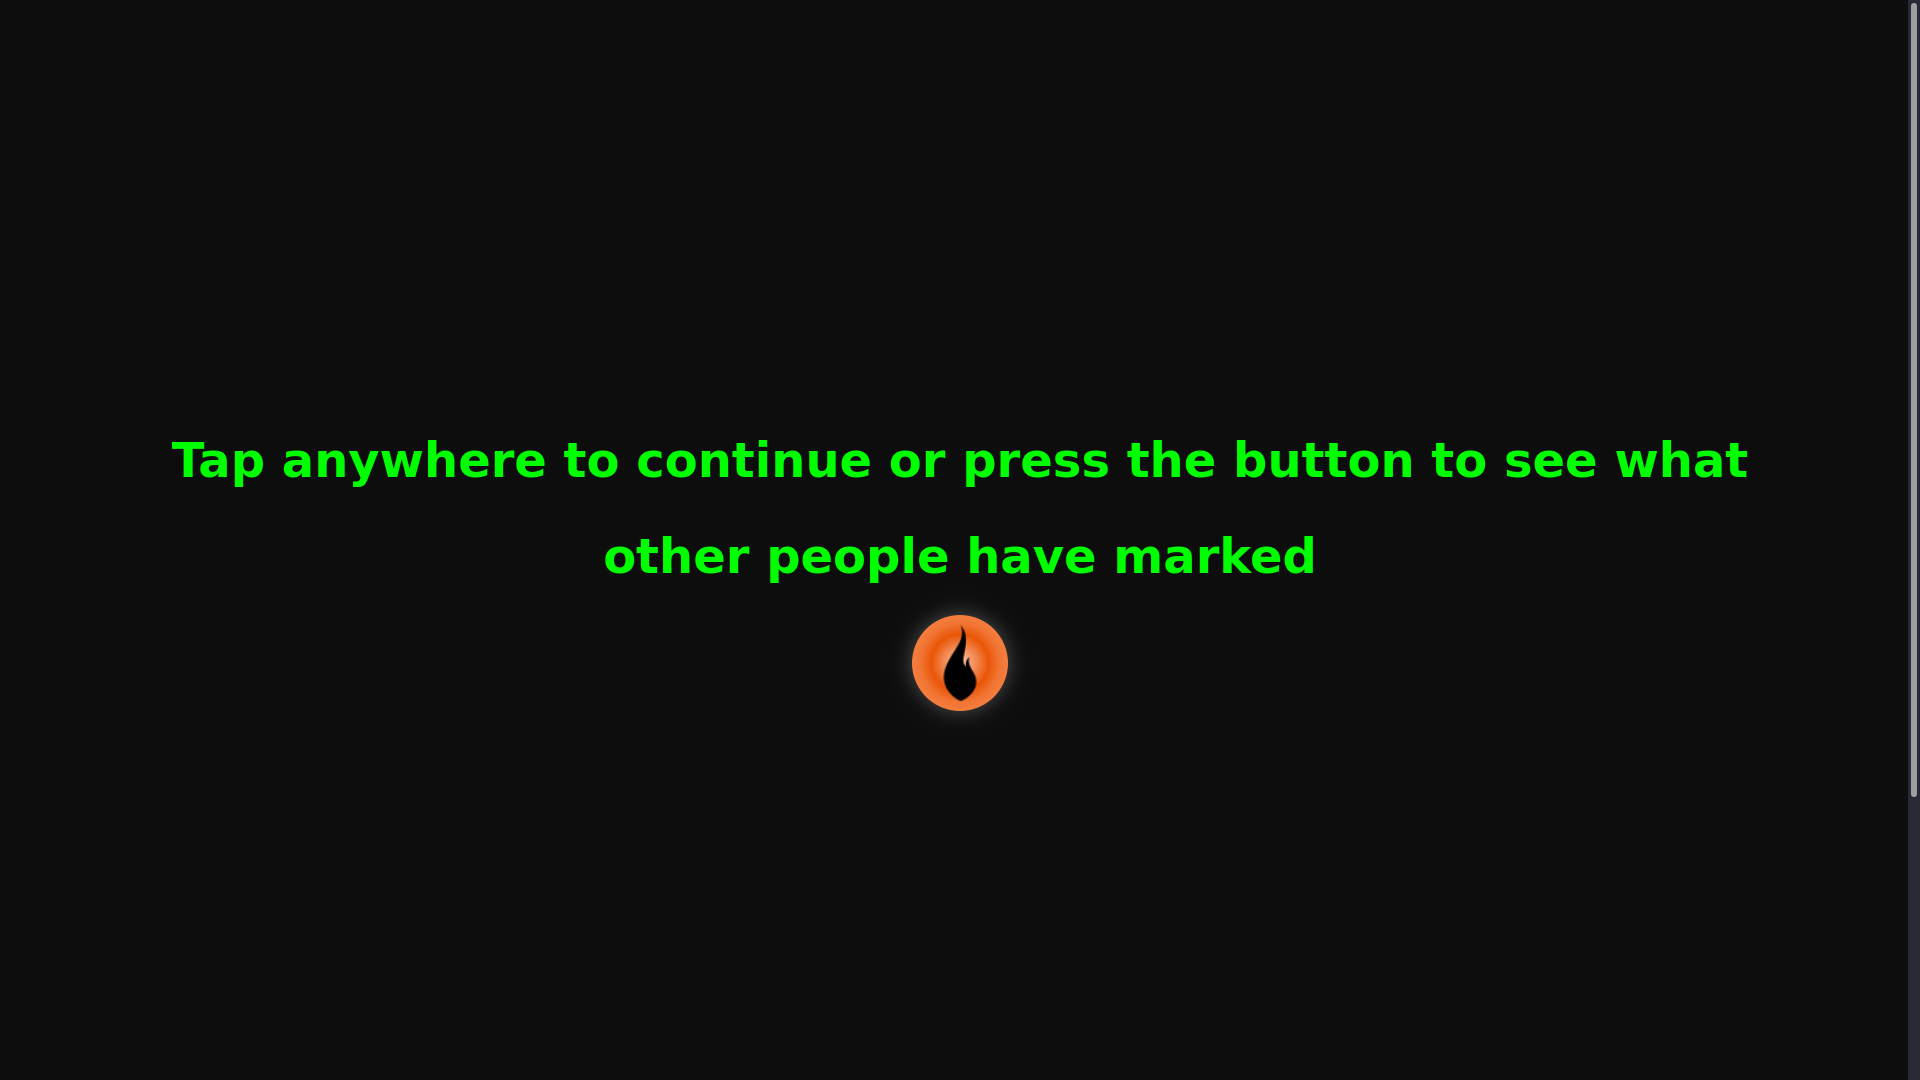 Tap anywhere to continue or press the button to see what
other people have marked